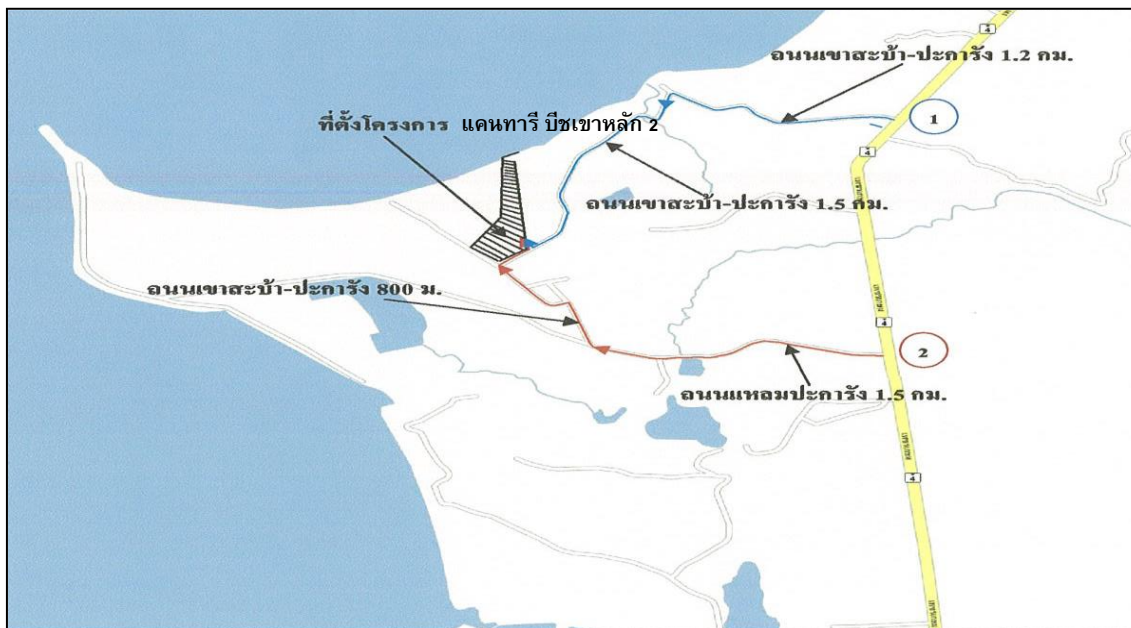 4
ถนนเขาสะบ้า-ปะการัง 1.2 กม.
1
ที่ตั้งโครงการ แคนทารี บีชเขาหลัก 2
4
ถนนเขาสะบ้า-ปะการัง 1.5 กม.
ถนนเขาสะบ้า-ปะการัง 800 ม.
4
2
ถนนแหลมปะการัง 1.5 กม.
4